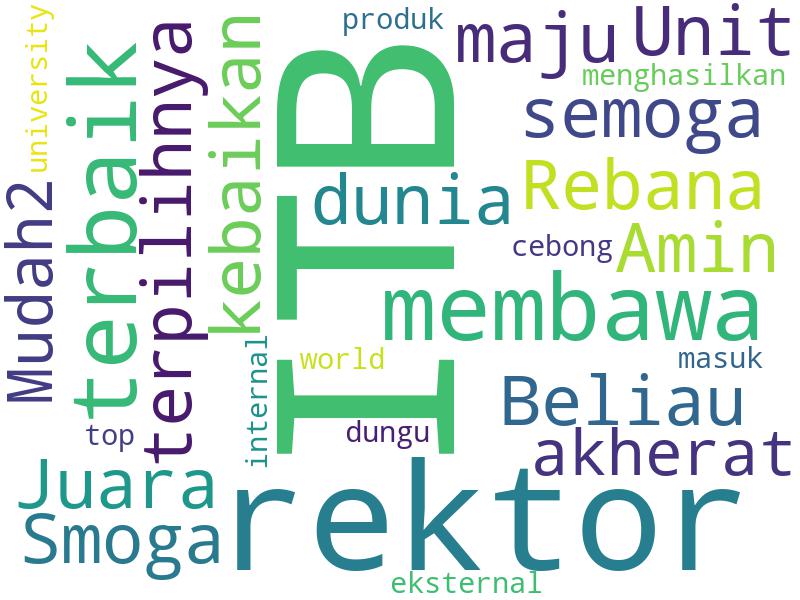 university
produk
maju
Unit
menghasilkan
terbaik
terpilihnya
kebaikan
ITB
semoga
Mudah2
dunia
Rebana
cebong
Amin
membawa
internal
world
masuk
top
dungu
Beliau
akherat
Juara
Smoga
rektor
eksternal